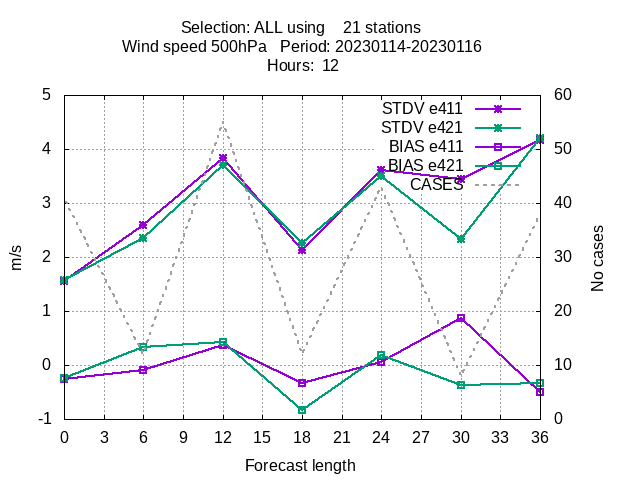 Selection: ALL using    21 stations
Wind speed 500hPa   Period: 20230114-20230116
Hours:  12
STDV e411
STDV e421
BIAS e411
BIAS e421
CASES
5
4
3
2
1
0
-1
m/s
60
50
40
30
20
10
0
No cases
0 3 6 9 12 15 18 21 24 27 30 33 36
Forecast length